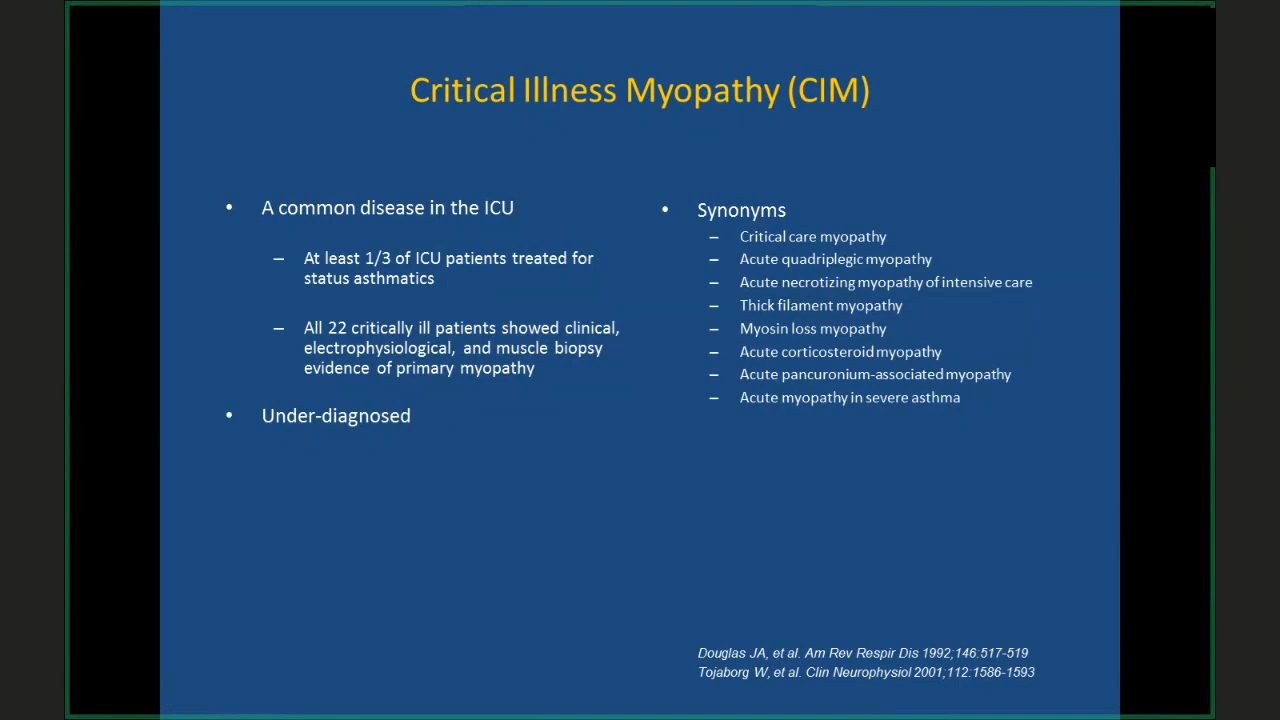 Critical Illness Myopathy (CIM)
• A common disease in the ICU
– At least 1/3 of ICU patients treated for
status asthmatics
– All 22 critically ill patients showed clinical,
electrophysiological, and muscle biopsy
evidence of primary myopathy
• Under-diagnosed
• Synonyms
– Critical care myopathy
– Acute quadriplegic myopathy
– Acute necrotizing myopathy of intensive care
– Thick filament myopathy
– Myosin loss myopathy
– Acute corticosteroid myopathy
– Acute pancuronium-associated myopathy
– Acute myopathy in severe asthma
Douglas JA, et al. Am Rev Respir Dis 1992;146:517-519
Tojaborg W, et al. Clin Neurophysiol 2001;112:1586-1593